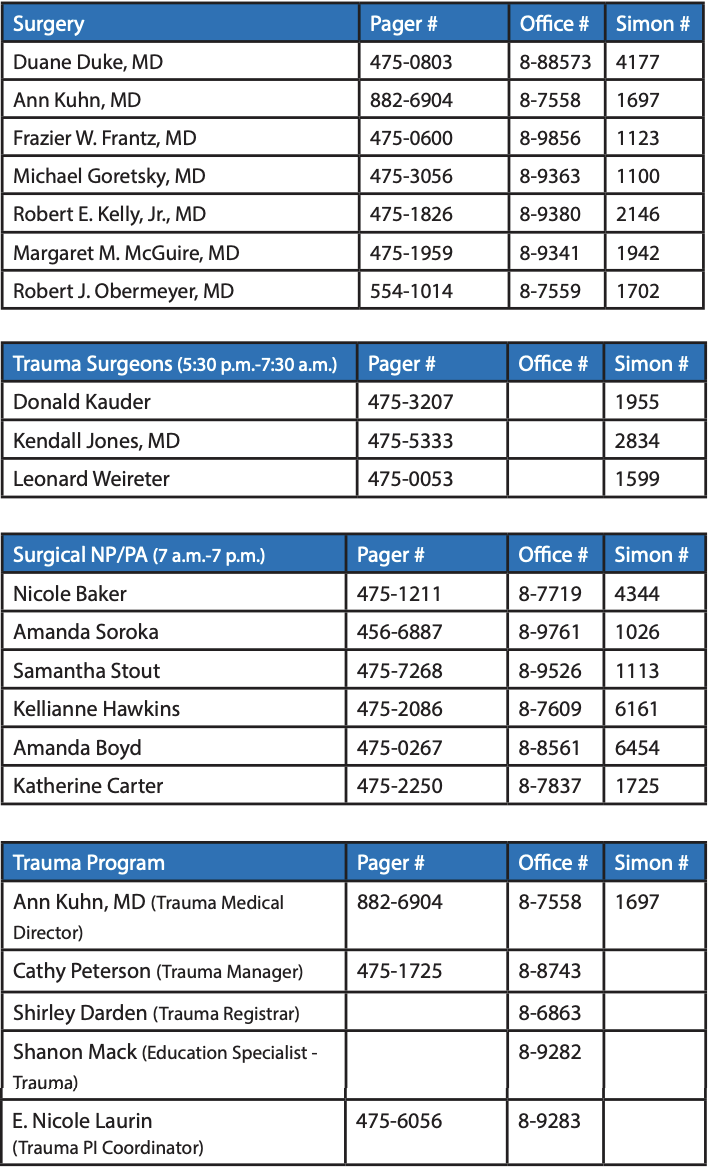 Surgery Pager # Office # Simon #
Duane Duke, MD 475-0803 8-88573 4177
Ann Kuhn, MD 882-6904 8-7558 1697
Frazier W. Frantz, MD 475-0600 8-9856 1123
Michael Goretsky, MD 475-3056 8-9363 1100
Robert E. Kelly, Jr., MD 475-1826 8-9380 2146
Margaret M. McGuire, MD 475-1959 8-9341 1942
Robert J. Obermeyer, MD 554-1014 8-7559 1702
Trauma Surgeons (5:30 p.m.-7:30 a.m.) Pager # Office # Simon #
Donald Kauder 475-3207 1955
Kendall Jones, MD 475-5333 2834
Leonard Weireter 475-0053 1599
Surgical NP/PA (7 a.m.-7 p.m.) Pager # Office # Simon #
Nicole Baker 475-1211 8-7719 4344
Amanda Soroka 456-6887 8-9761 1026
Samantha Stout 475-7268 8-9526 1113
Kellianne Hawkins 475-2086 8-7609 6161
Amanda Boyd 475-0267 8-8561 6454
Katherine Carter 475-2250 8-7837 1725
Trauma Program Pager # Office # Simon #
Ann Kuhn, MD (Trauma Medical 882-6904 8-7558 1697
Director)
Cathy Peterson (Trauma Manager) 475-1725 8-8743
Shirley Darden (Trauma Registrar) 8-6863
Shanon Mack (Education Specialist - 8-9282
Trauma)
E. Nicole Laurin 475-6056 8-9283
(Trauma PI Coordinator)